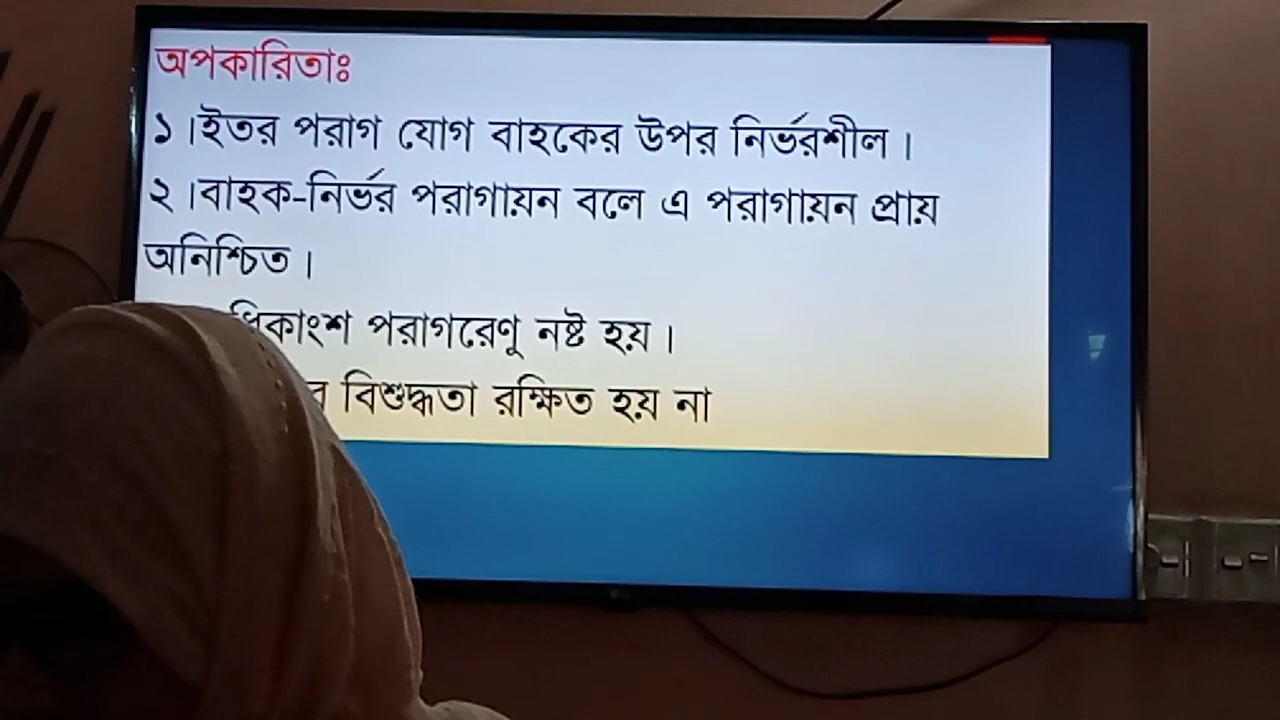 অপকারিতাঃ
১।ইতর পরাগ যোগ বাহকের উপর নির্ভরশীল।
২।বাহক-নির্ভর পরাগায়ন বলে এ পরাগায়ন প্রায়
অনিশ্চিত।
পরাগরেণু নষ্ট হয়।
বিশুদ্ধতা রক্ষিত হয় না